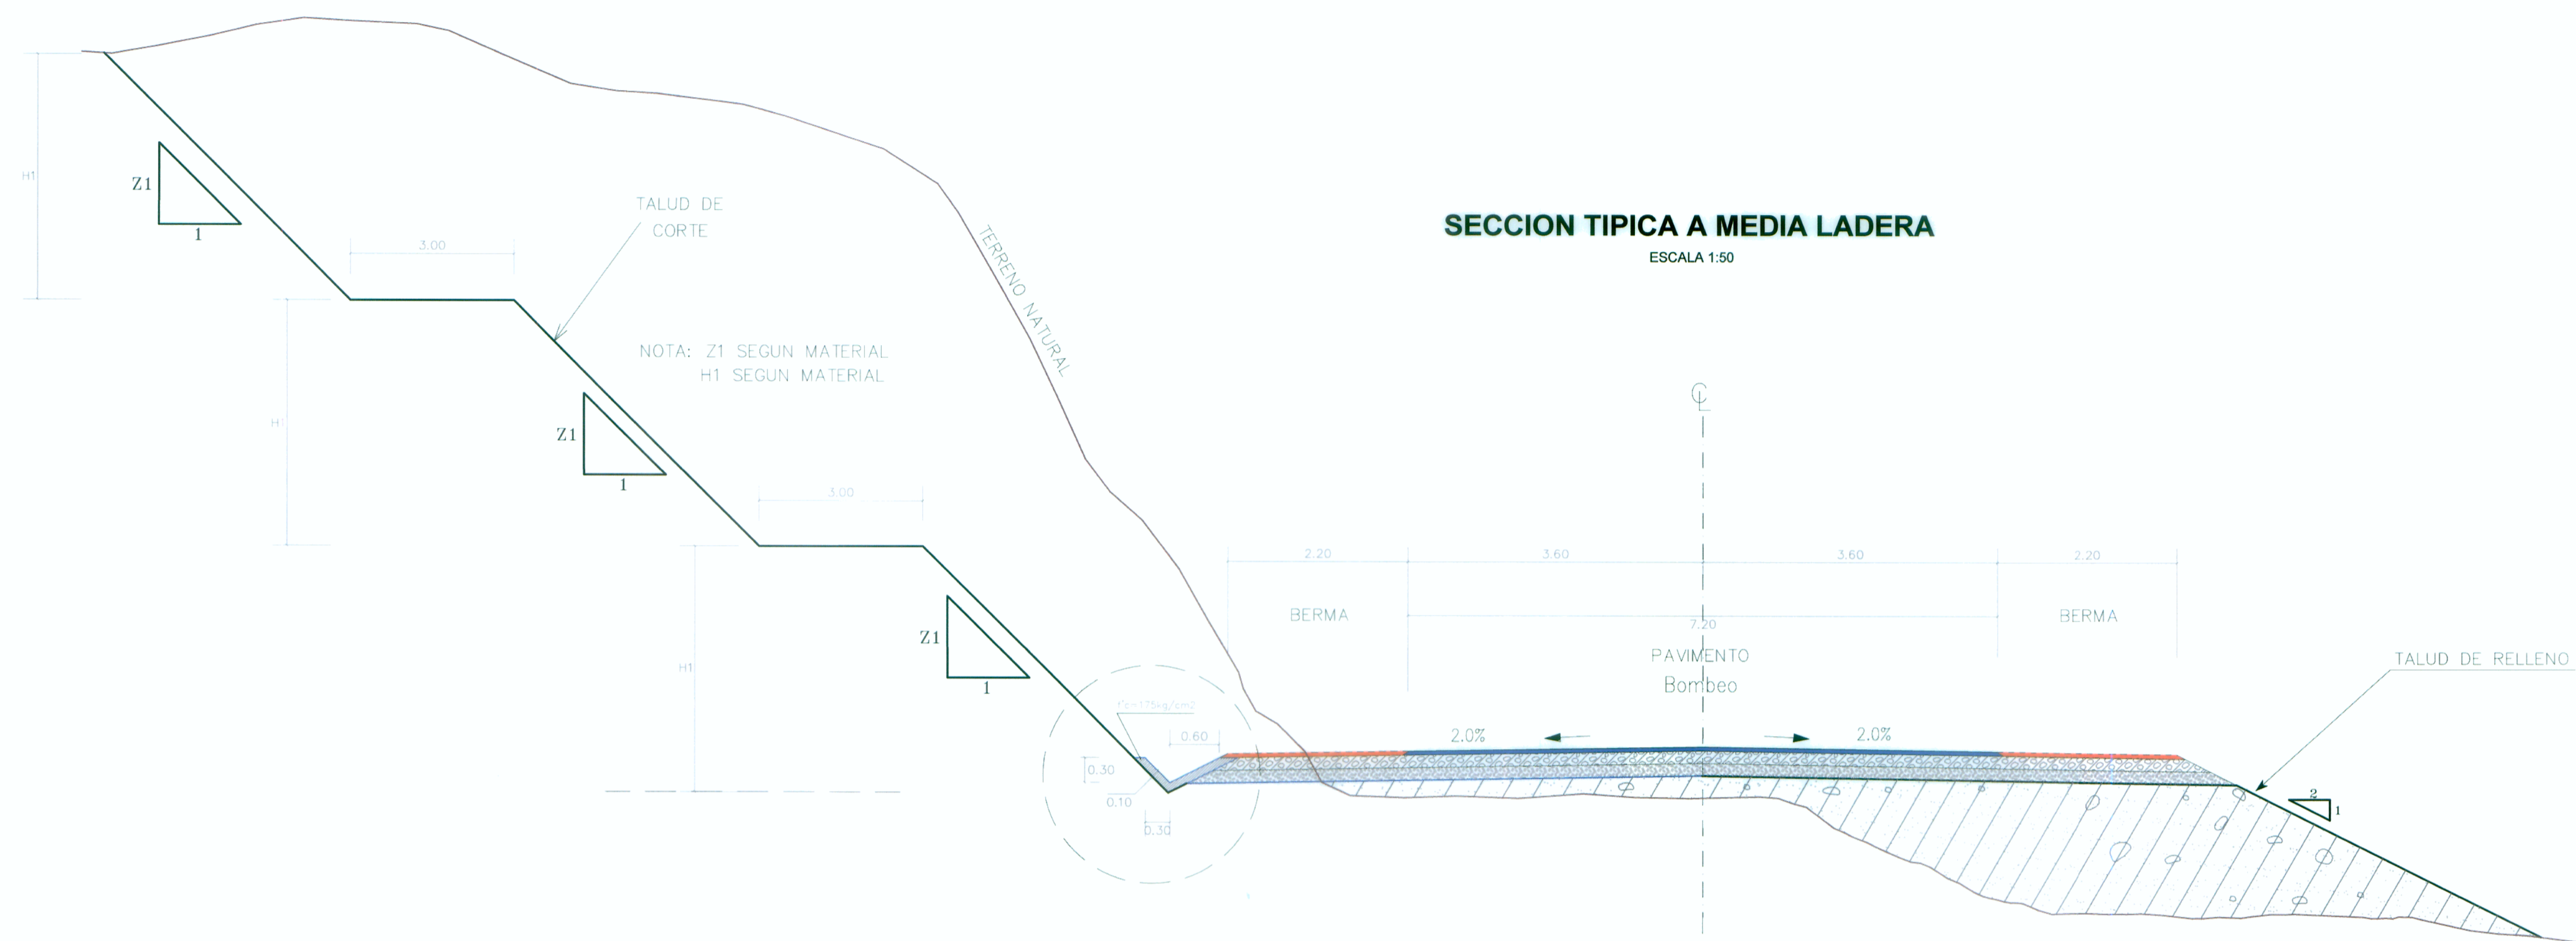 SECCION TIPICA A MEDIA LADERA
ESCALA 1:50
H1
Z1
1
3.00
TALUD DE
CORTE
TERRENO NATURAL
NOTA: Z1 SEGUN MATERIAL
H1 SEGUN MATERIAL
H1
Z1
1
3.00
H1
Z1
1
CL
2.20
3.60
3.60
2.20
BERMA
7.20
BERMA
PAVIMENTO
Bombeo
2.0%
2.0%
TALUD DE RELLENO
2
1
f'c=175kg/cm2
0.60
0.30
0.10
0.30